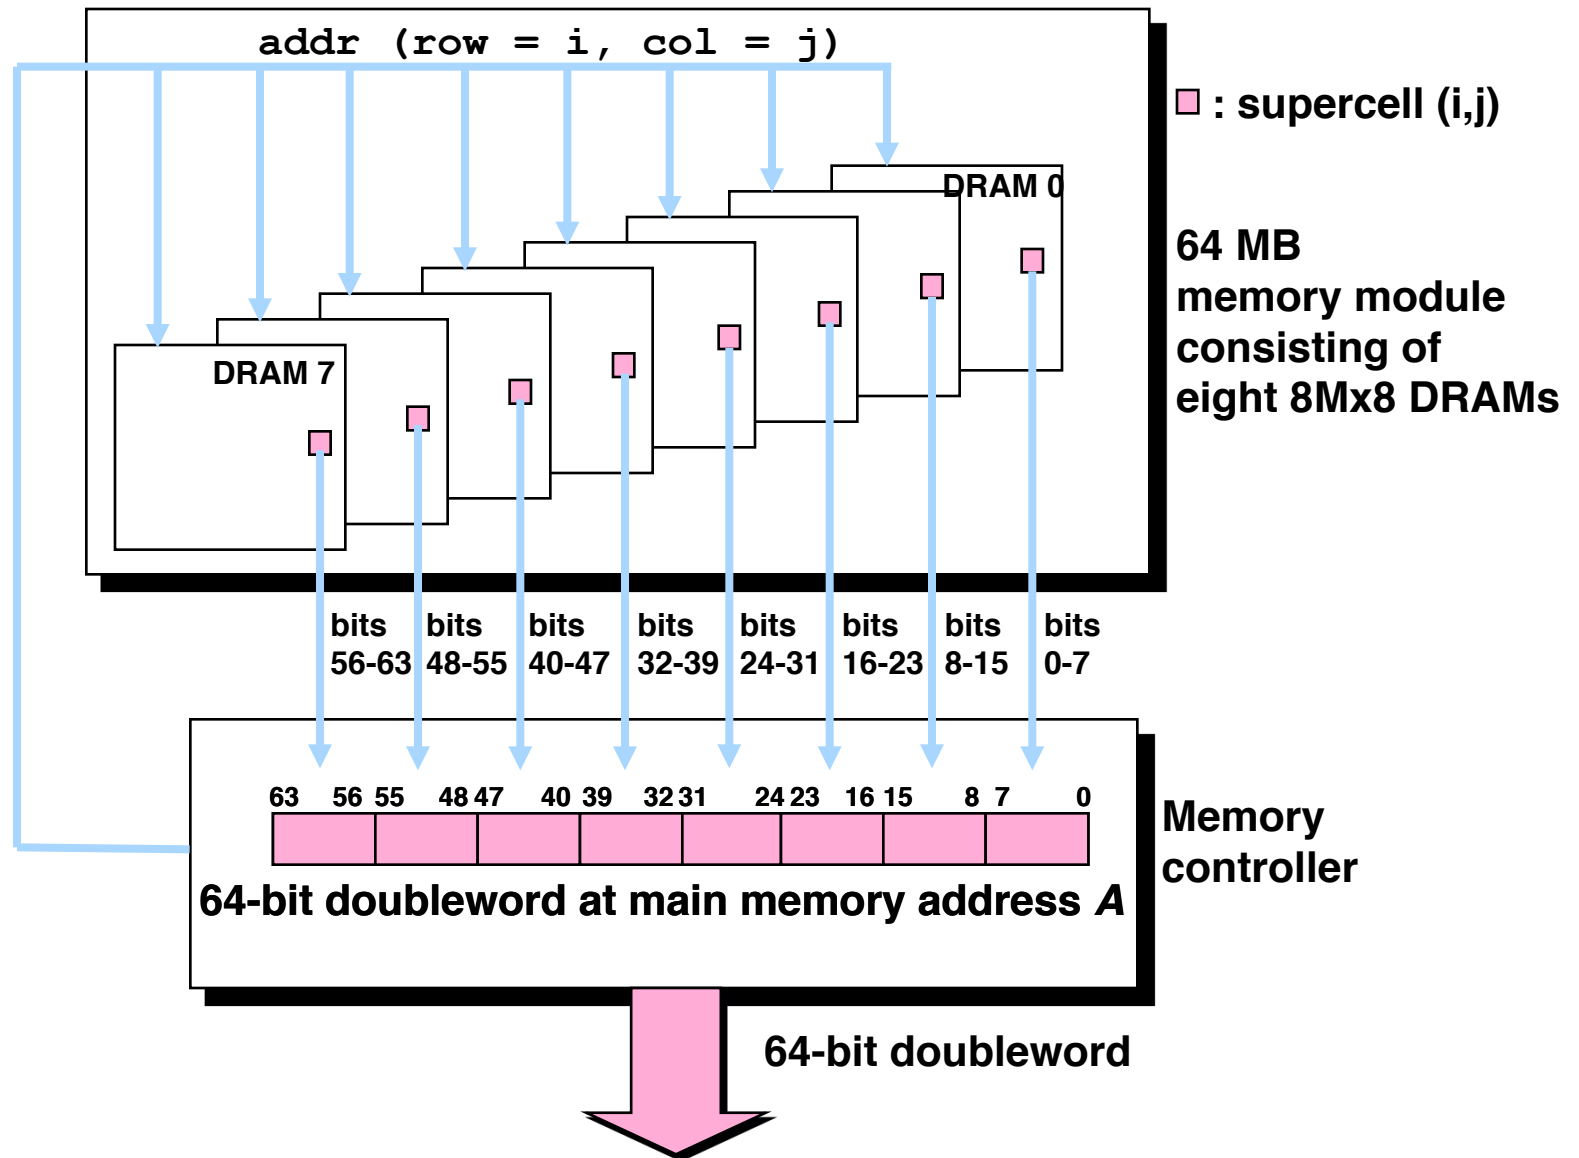 addr (row = i, col = j)
: supercell (i,j)
DRAM 0
64 MB
memory module
consisting of
eight 8Mx8 DRAMs
DRAM 7
bits bits bits bits bits bits bits bits
56-63 48-55 40-47 32-39 24-31 16-23 8-15 0-7
63 56 55 48 47 40 39 32 31 24 23 16 15 8 7 0
Memory
controller
64-bit doubleword at main memory address A
64-bit doubleword